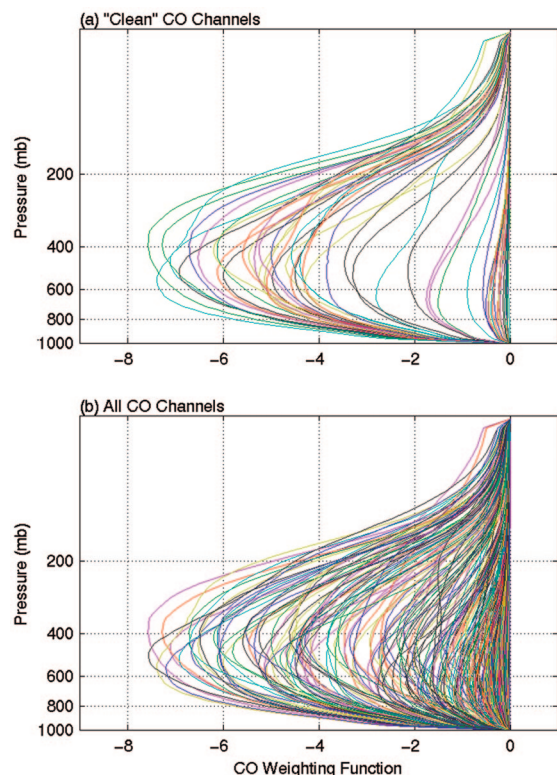 (a) "Clean" CO Channels
Pressure (mb)
200
400
600
800
1000
-8 -6 -4 -2 0
(b) All CO Channels
Pressure (mb)
200
400
600
800
1000
-8 -6 -4 -2 0
CO Weighting Function